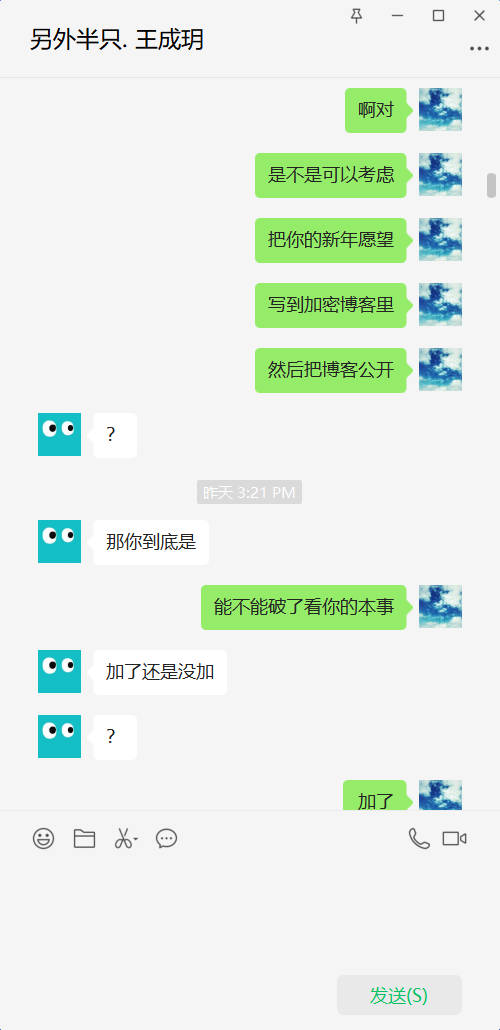 另外半只. 王成玥
啊对
是不是可以考虑
把你的新年愿望
写到加密博客里
然后把博客公开
?
昨天 3:21 PM
那你到底是
能不能破了看你的本事
加了还是没加
?
加了
发送(S)